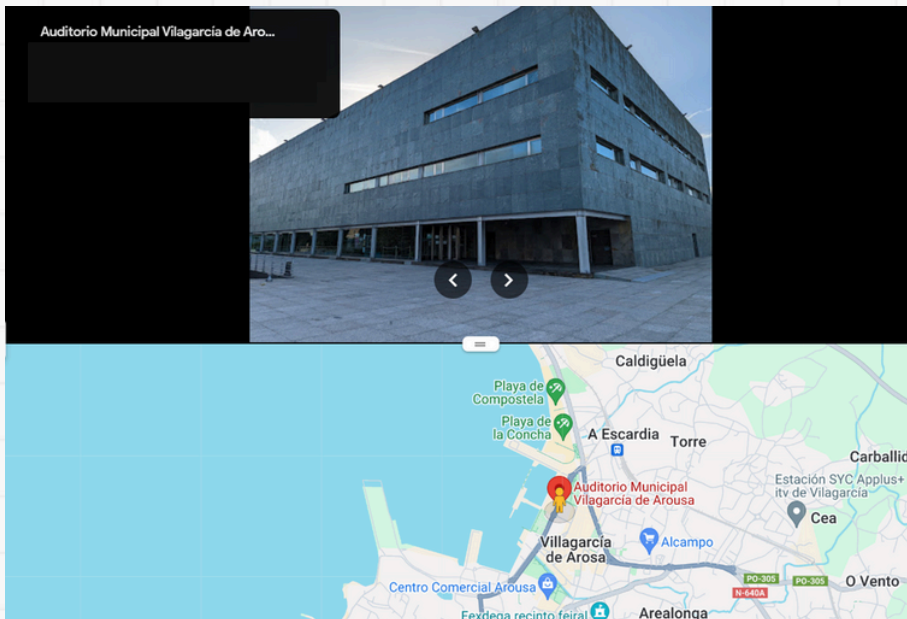 Auditorio Municipal Vilagarcía de Aro...
Caldigüela
Playa de
Compostela
Playa de
la Concha
A Escardia
Torre
Carballid
Auditorio Municipal
Vilagarcía de Arousa
Estación SYC Applus+
itv de Vilagarcía
Cea
Villagarcía
de Arosa
Alcampo
Centro Comercial Arousa
PO-305
PO-305
O Vento
N-640A
Fexdega recinto feiral
Arealonga